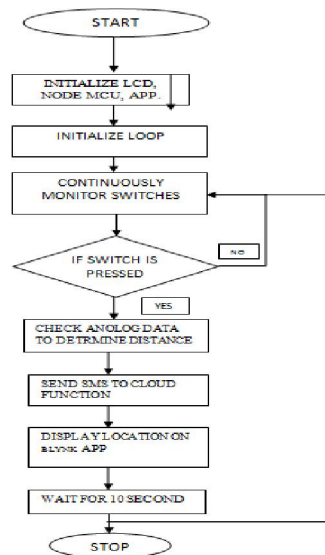 START
INITIALIZE LCD,
NODE MCU, APP.
INITIALIZE LOOP
CONTINUOUSLY
MONITOR SWITCHES
IF SWITCH IS
PRESSED
NO
YES
CHECK ANOLOG DATA
TO DETRMINE DISTANCE
SEND SMS TO CLOUD
FUNCTION
DISPLAY LOCATION ON
BLYNK APP
WAIT FOR 10 SECOND
STOP